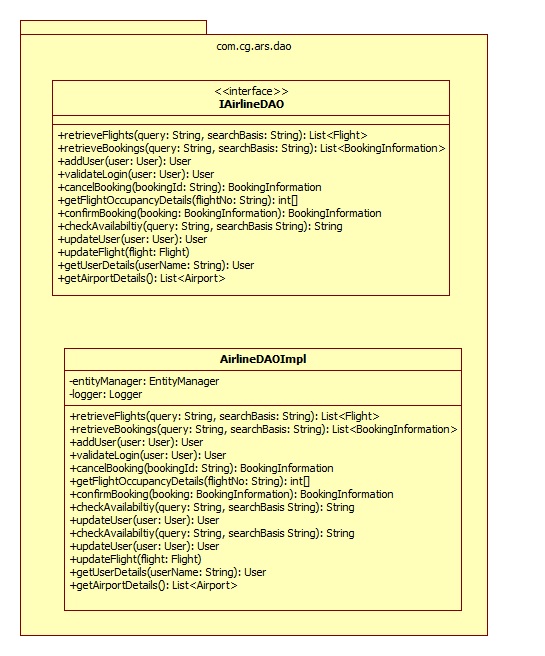 com.cg.ars.dao
<<interface>>
IAirlineDAO
+retrieveFlights(query: String, searchBasis: String): List<Flight>
+retrieveBookings(query: String, searchBasis: String): List<BookingInformation>
+addUser(user: User): User
+validateLogin(user: User): User
+cancelBooking(bookingId: String): BookingInformation
+getFlightOccupancyDetails(flightNo: String): int[]
+confirmBooking(booking: BookingInformation): BookingInformation
+checkAvailabiltiy(query: String, searchBasis String): String
+updateUser(user: User): User
+updateFlight(flight: Flight)
+getUserDetails(userName: String): User
+getAirportDetails(): List<Airport>
AirlineDAOImpl
-entityManager: EntityManager
-logger: Logger
+retrieveFlights(query: String, searchBasis: String): List<Flight>
+retrieveBookings(query: String, searchBasis: String): List<BookingInformation>
+addUser(user: User): User
+validateLogin(user: User): User
+cancelBooking(bookingId: String): BookingInformation
+getFlightOccupancyDetails(flightNo: String): int[]
+confirmBooking(booking: BookingInformation): BookingInformation
+checkAvailabiltiy(query: String, searchBasis String): String
+updateUser(user: User): User
+checkAvailabiltiy(query: String, searchBasis String): String
+updateUser(user: User): User
+updateFlight(flight: Flight)
+getUserDetails(userName: String): User
+getAirportDetails(): List<Airport>